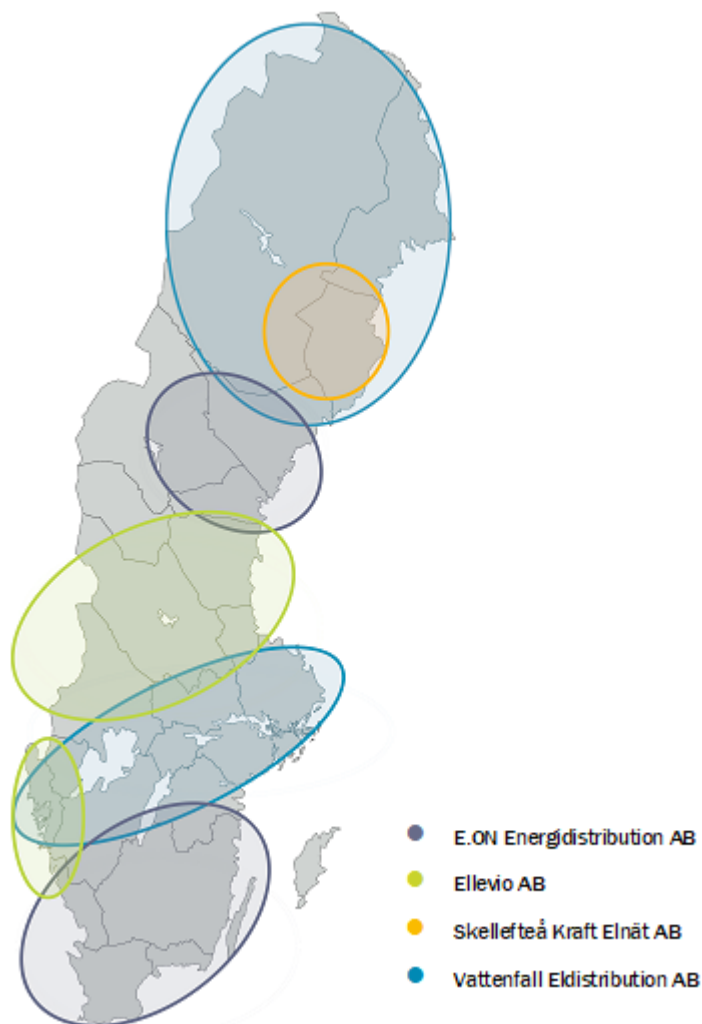 E.ON Energidistribution AB
Ellevio AB
Skellefteå Kraft Elnät AB
Vattenfall Eldistribution AB